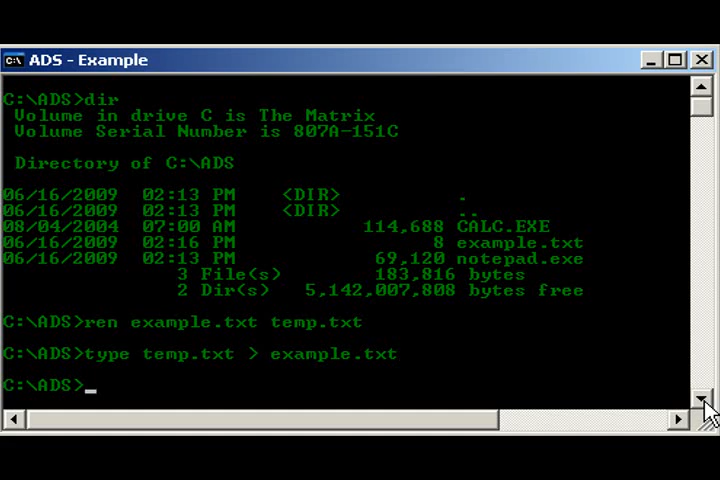 ADS - Example
C:\ADS>dir
Volume in drive C is The Matrix
Volume Serial Number is 807A-151C
Directory of C:\ADS
06/16/2009 02:13 PM <DIR> .
06/16/2009 02:13 PM <DIR> ..
08/04/2004 07:00 AM 114,688 CALC.EXE
06/16/2009 02:16 PM 8 example.txt
06/16/2009 02:13 PM 69,120 notepad.exe
3 File(s) 183,816 bytes
2 Dir(s) 5,142,007,808 bytes free
C:\ADS>ren example.txt temp.txt
C:\ADS>type temp.txt > example.txt
C:\ADS>_